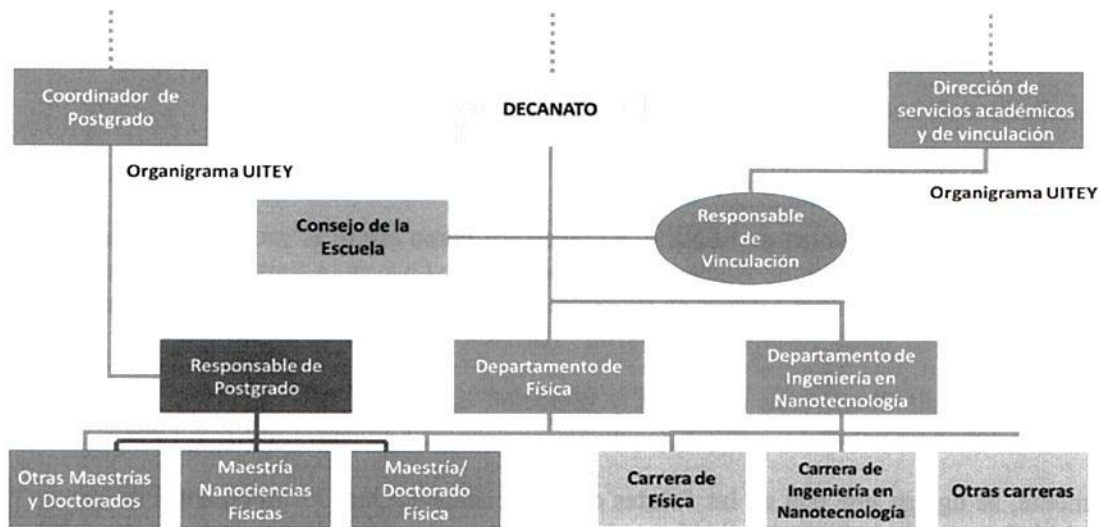 Coordinador de
Postgrado
DECANATO
Dirección de
servicios académicos
y de vinculación
Organigrama UITEY
Organigrama UITEY
Consejo de la
Escuela
Responsable
de
Vinculación
Responsable de
Postgrado
Departamento de
Física
Departamento de
Ingeniería en
Nanotecnología
Otras Maestrías
y Doctorados
Maestría
Nanociencias
Físicas
Maestría/
Doctorado
Física
Carrera de
Física
Carrera de
Ingeniería en
Nanotecnología
Otras carreras